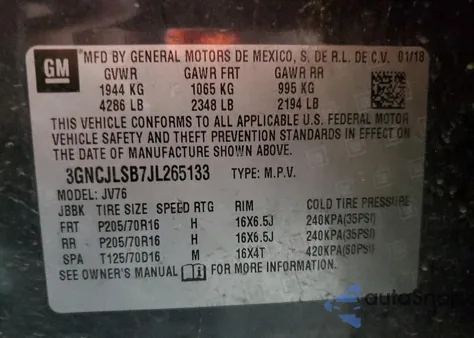 GM
MFD BY GENERAL MOTORS DE MEXICO, S. DE R.L. DE C.V. 01/18
GVWR GAWR FRT GAWR RR
1944 KG 1065 KG 995 KG
4286 LB 2348 LB 2194 LB
THIS VEHICLE CONFORMS TO ALL APPLICABLE U.S. FEDERAL MOTOR
VEHICLE SAFETY AND THEFT PREVENTION STANDARDS IN EFFECT
ON THE DATE OF MANUFACTURE SHOWN ABOVE.
3GNCJLSB7JL265133 TYPE: M.P.V.
MODEL: JV76
JBBK TIRE SIZE SPEED RTG RIM COLD TIRE PRESSURE
FRT P205/70R16 H 16X6.5J 240KPA(35PSI)
RR P205/70R16 H 16X6.5J 240KPA(35PSI)
SPA T125/70D16 M 16X4T 420KPA(60PSI)
SEE OWNER'S MANUAL FOR MORE INFORMATION.
autoSnap